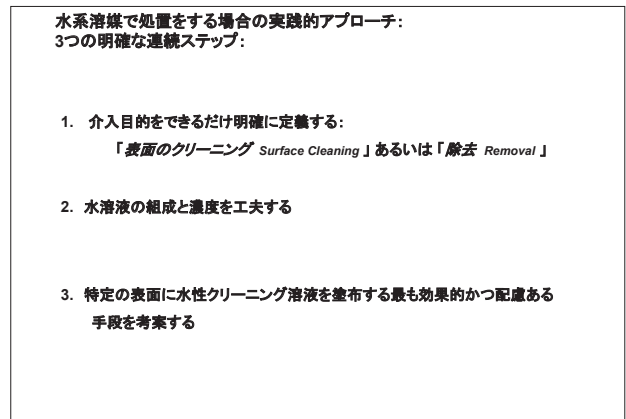 水系溶媒で処置をする場合の実践的アプローチ:
3つの明確な連続ステップ:
1. 介入目的をできるだけ明確に定義する:
「表面のクリーニング Surface Cleaning 」あるいは「除去 Removal 」
2. 水溶液の組成と濃度を工夫する
3. 特定の表面に水性クリーニング溶液を塗布する最も効果的かつ配慮ある
手段を考案する